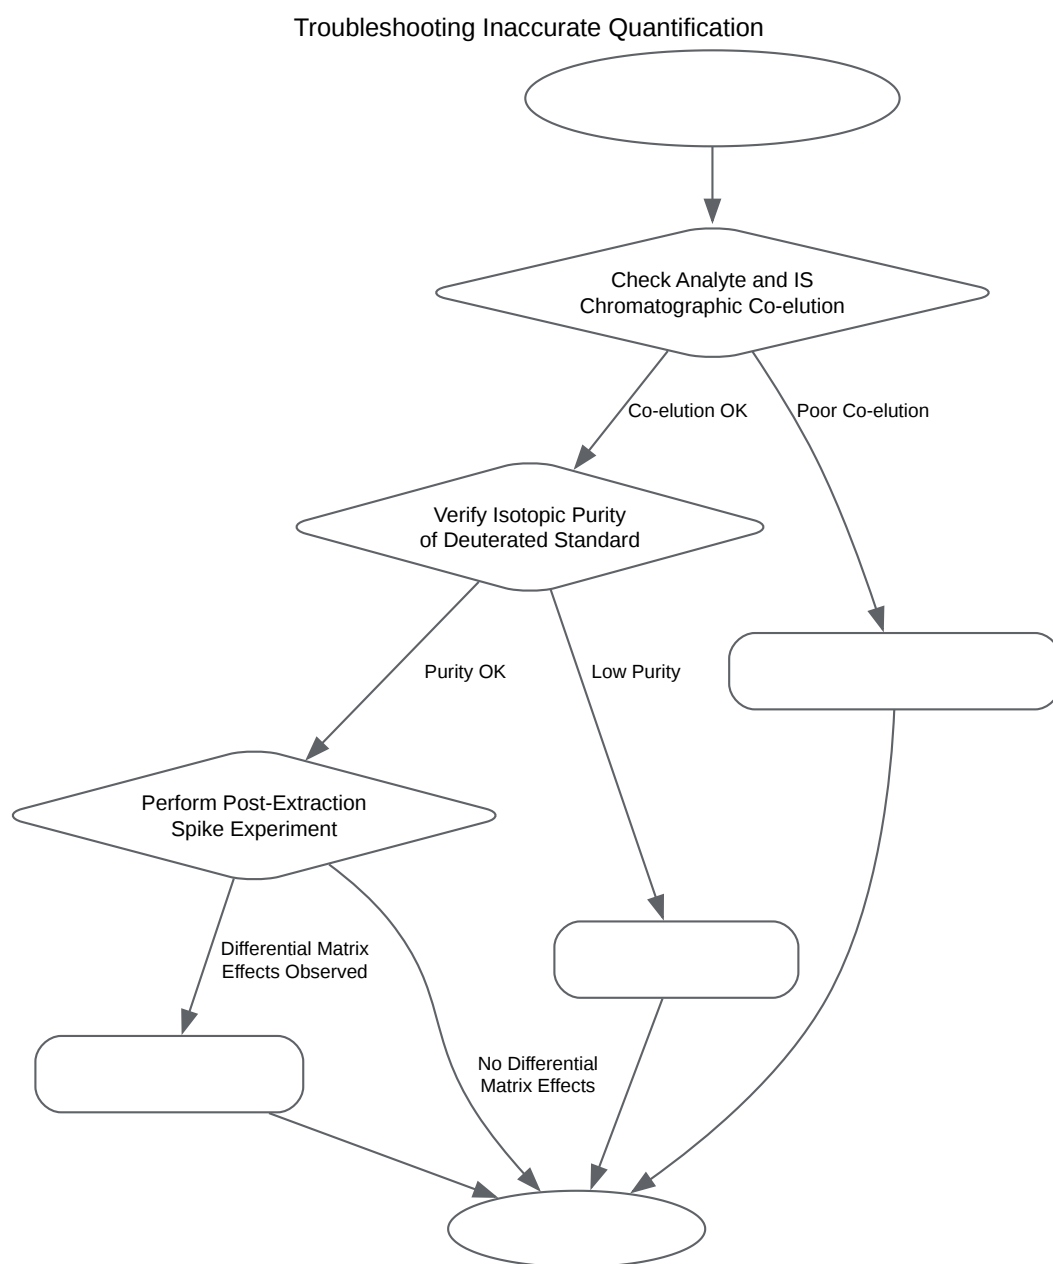 Troubleshooting Inaccurate Quantification
Check Analyte and IS
Chromatographic Co-elution
Co-elution OK
Poor Co-elution
Verify Isotopic Purity
of Deuterated Standard
Purity OK
Low Purity
Perform Post-Extraction
Spike Experiment
Differential Matrix
Effects Observed
No Differential
Matrix Effects